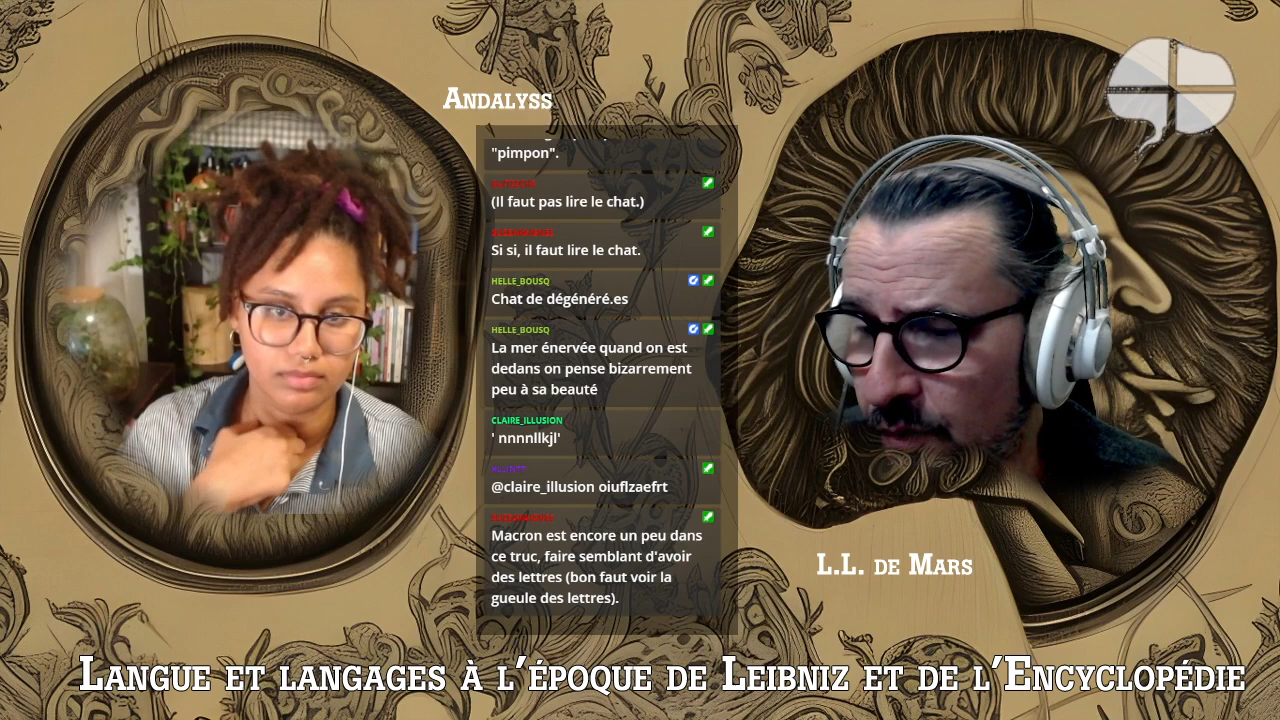 ANDALYSS
"pimpon".
(Il faut pas lire le chat.)
Si si, il faut lire le chat.
HELLE_BOUSQ
Chat de dégénéré.es
HELLE_BOUSQ
La mer énervée quand on est
dedans on pense bizarrement
peu à sa beauté
CLAIRE_ILLUSION
' nnnnllkjl'
@claire_illusion oiuflzaefrt
Macron est encore un peu dans
ce truc, faire semblant d'avoir
des lettres (bon faut voir la
gueule des lettres).
L.L. DE MARS
LANGUE ET LANGAGES À L'ÉPOQUE DE LEIBNIZ ET DE L'ENCYCLOPÉDIE